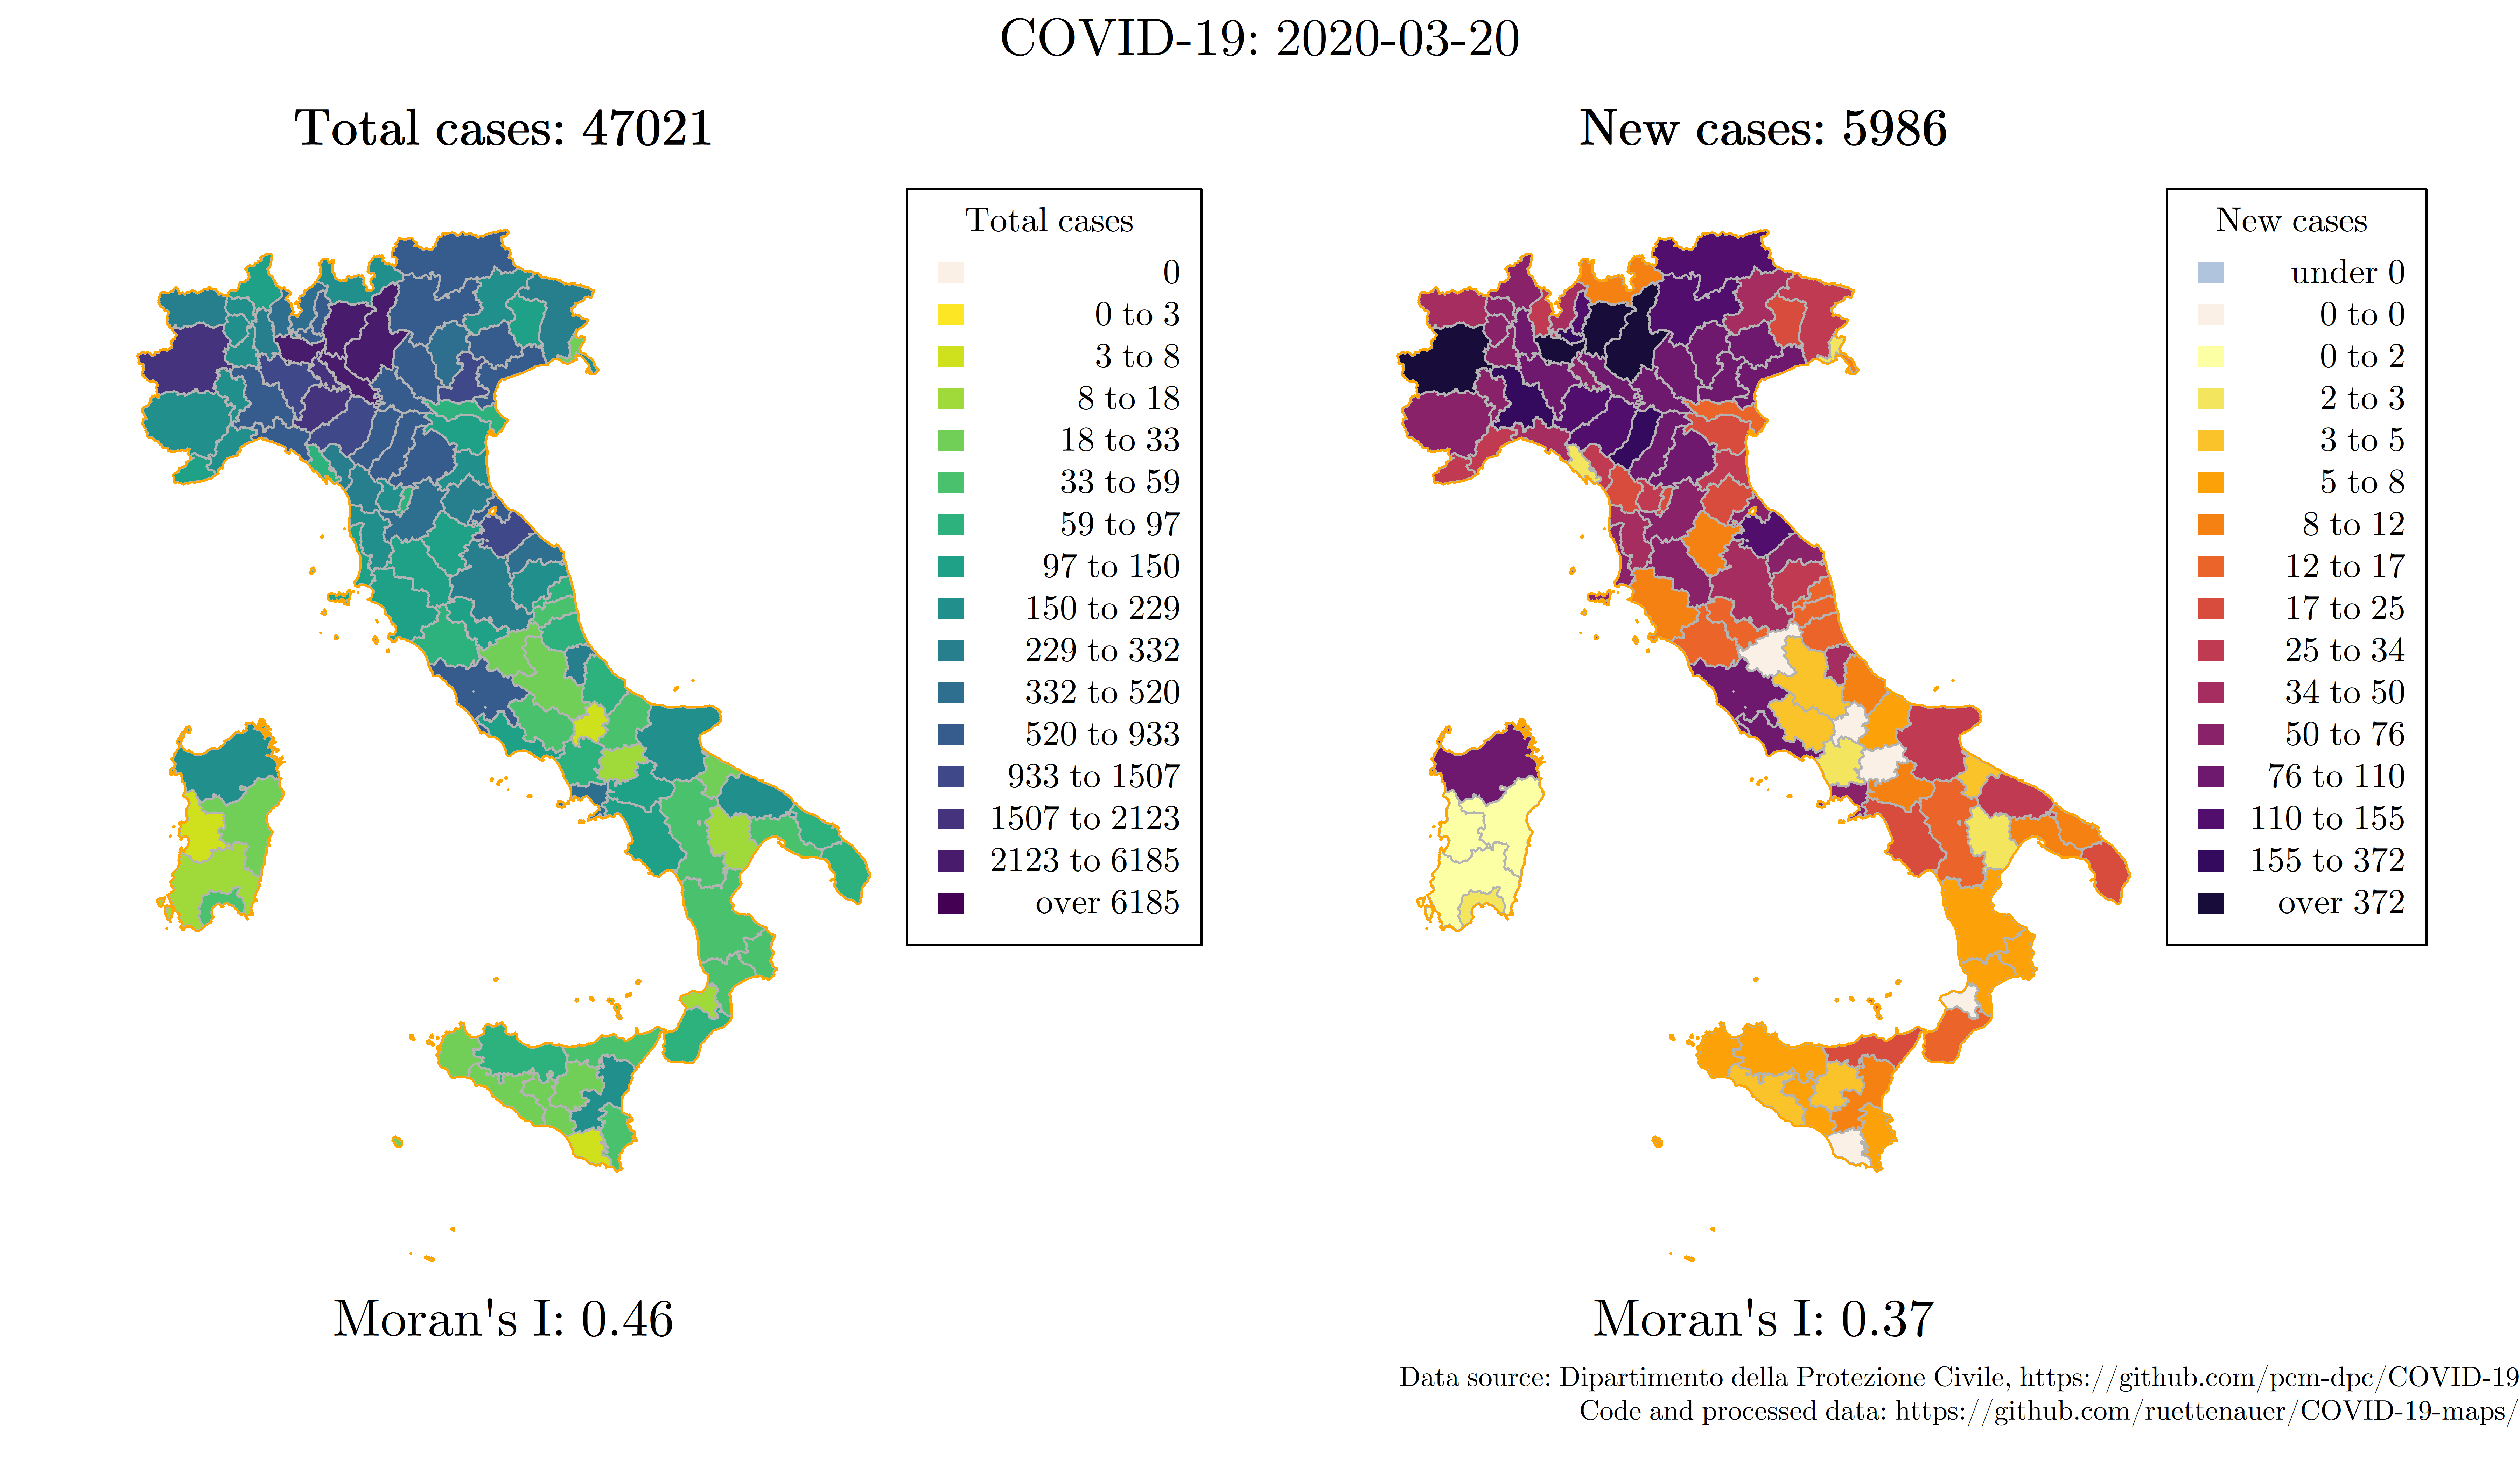 COVID-19: 2020-03-20
Total cases: 47021
Total cases
0
0 to 3
3 to 8
8 to 18
18 to 33
33 to 59
59 to 97
97 to 150
150 to 229
229 to 332
332 to 520
520 to 933
933 to 1507
1507 to 2123
2123 to 6185
over 6185
Moran's I: 0.46
New cases: 5986
New cases
under 0
0 to 0
0 to 2
2 to 3
3 to 5
5 to 8
8 to 12
12 to 17
17 to 25
25 to 34
34 to 50
50 to 76
76 to 110
110 to 155
155 to 372
over 372
Moran's I: 0.37
Data source: Dipartimento della Protezione Civile, https://github.com/pcm-dpc/COVID-19
Code and processed data: https://github.com/ruettenauer/COVID-19-maps/